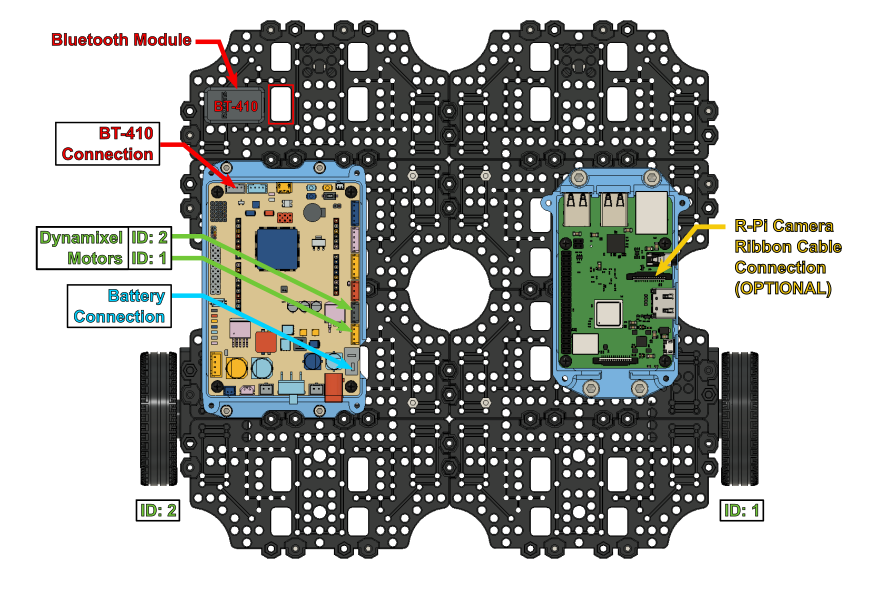 Bluetooth Module
BT-410
BT-410
Connection
Dynamixel ID: 2
Motors ID: 1
Battery
Connection
R-Pi Camera
Ribbon Cable
Connection
(OPTIONAL)
ID: 2
ID: 1